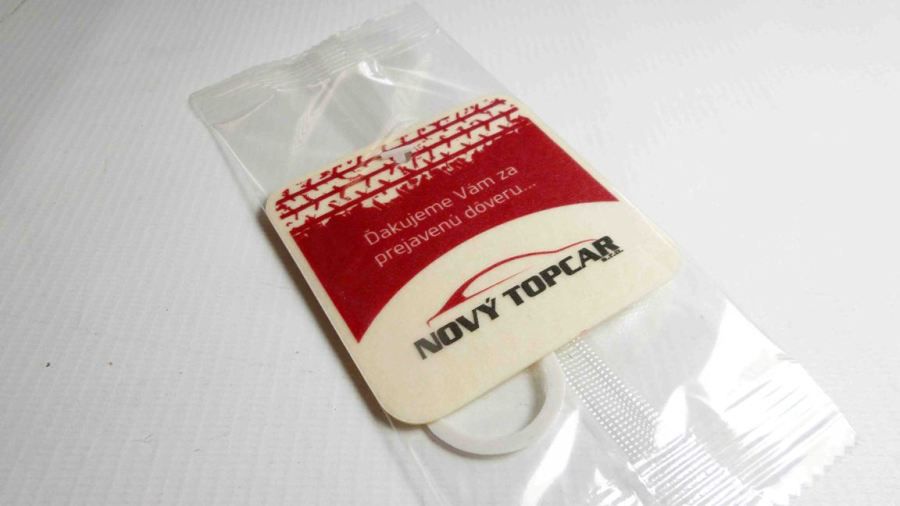 Ďakujeme Vám za
prejavenú dôveru...
NOVÝ TOPCAR
s.r.o.